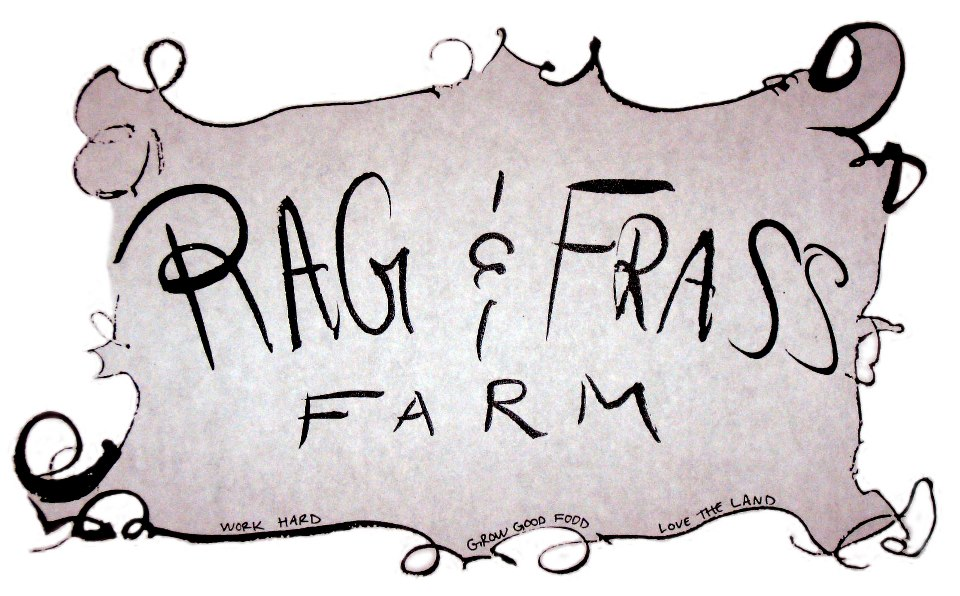 RAG & FRASS
FARM
WORK HARD
GROW GOOD FOOD
LOVE THE LAND